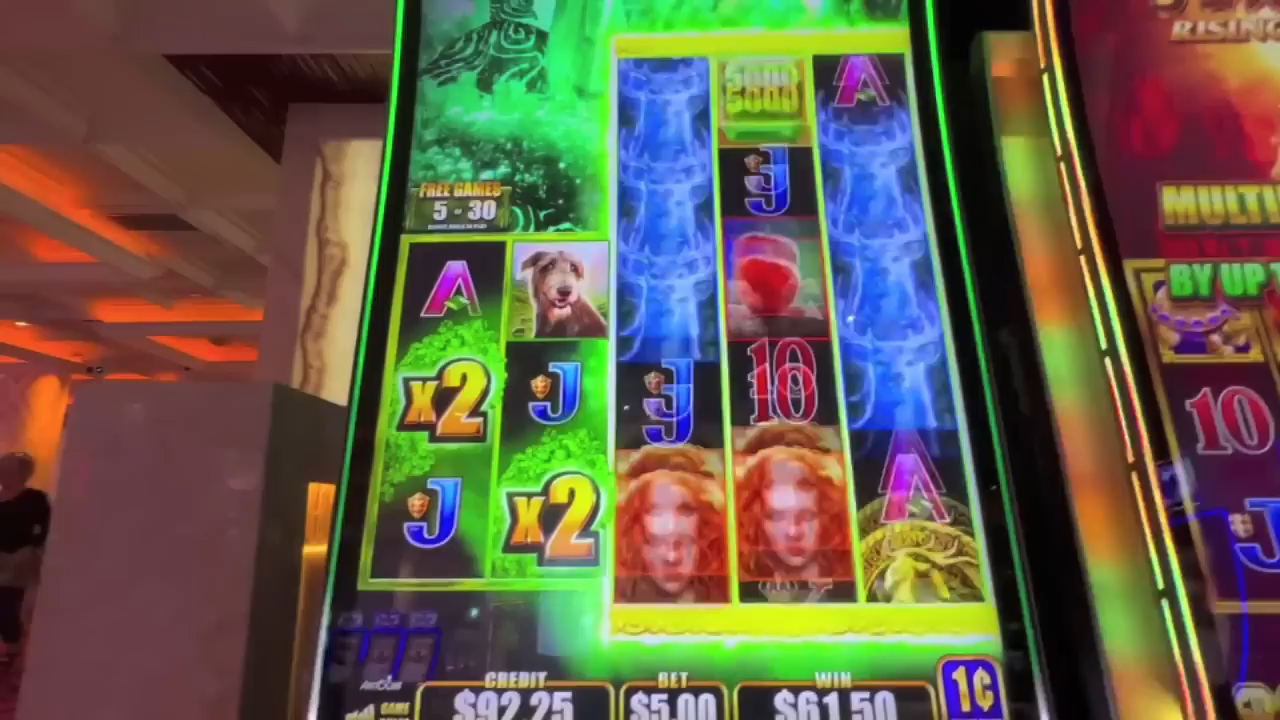 RISING
FREE GAMES
5 - 30
MULTI
BY UP T
A
A
J
10
x2
J
J
10
J
x2
A
J
CREDIT
BET
WIN
1¢
$92.25
$5.00
$61.50
GAME